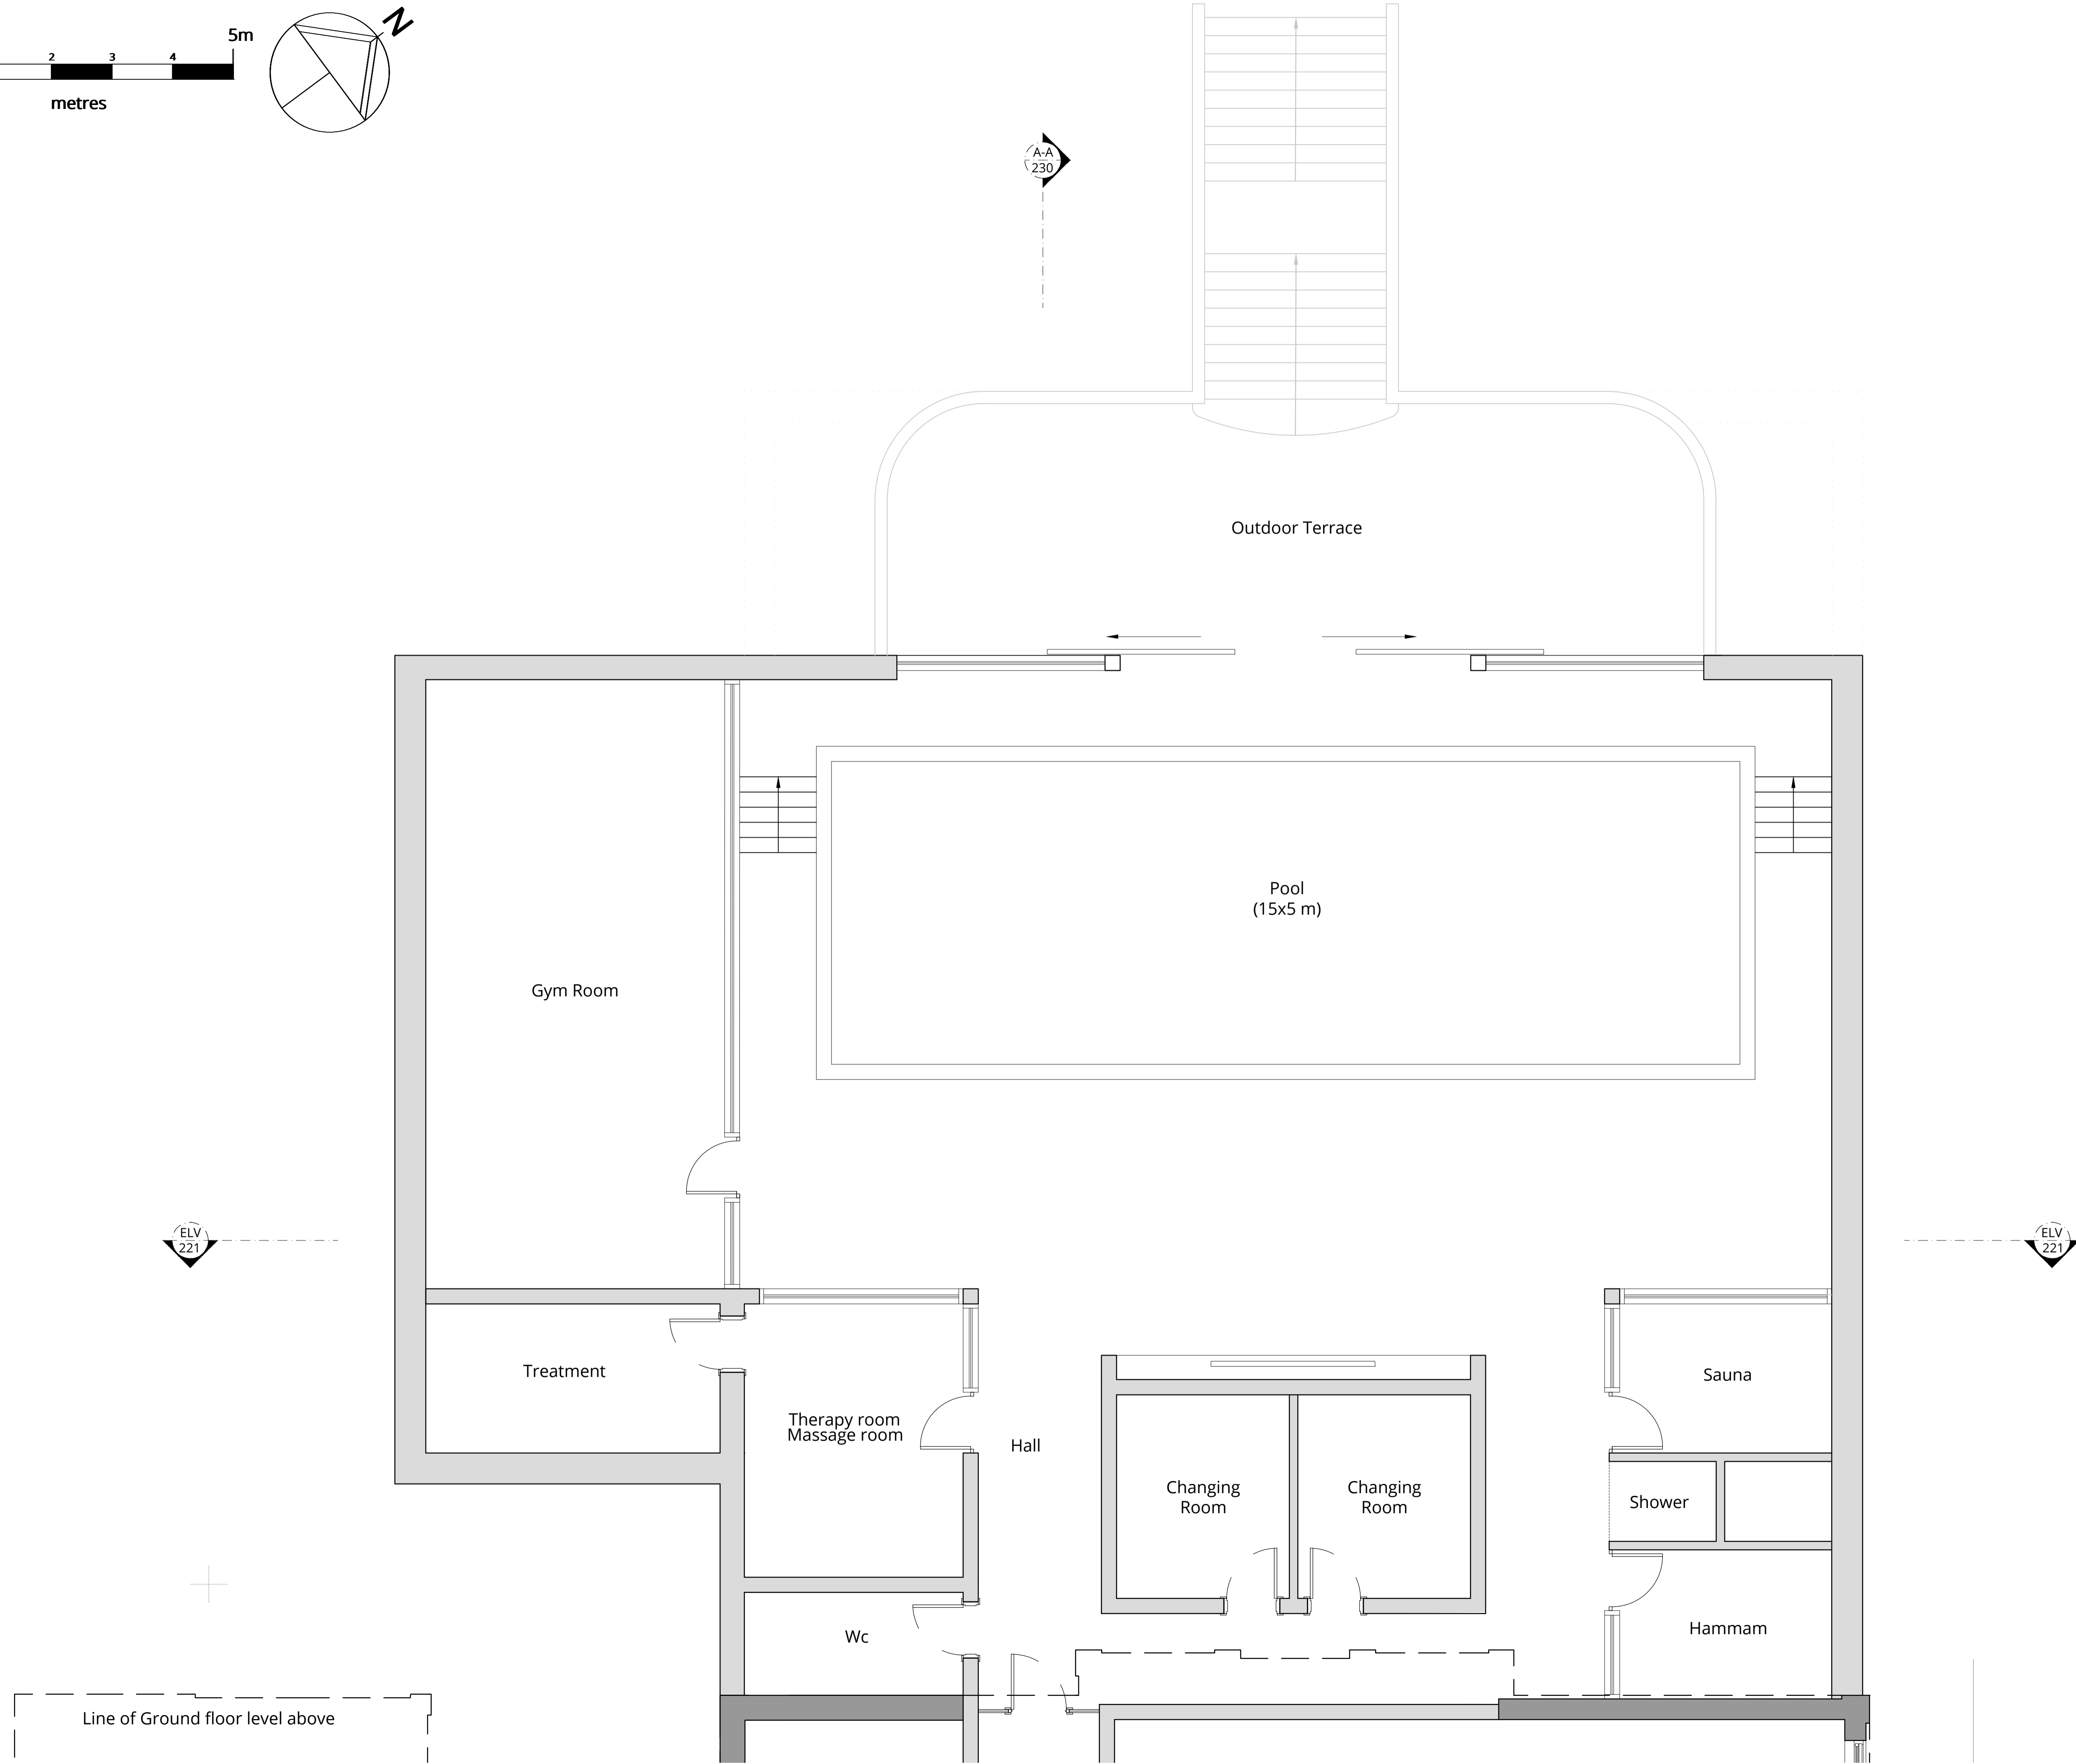 5m
2 3 4
metres
N
A-A
230
Outdoor Terrace
Pool
(15x5 m)
Gym Room
ELV
221
ELV
221
Treatment
Therapy room
Massage room
Hall
Changing
Room
Changing
Room
Sauna
Shower
Hammam
Wc
Line of Ground floor level above